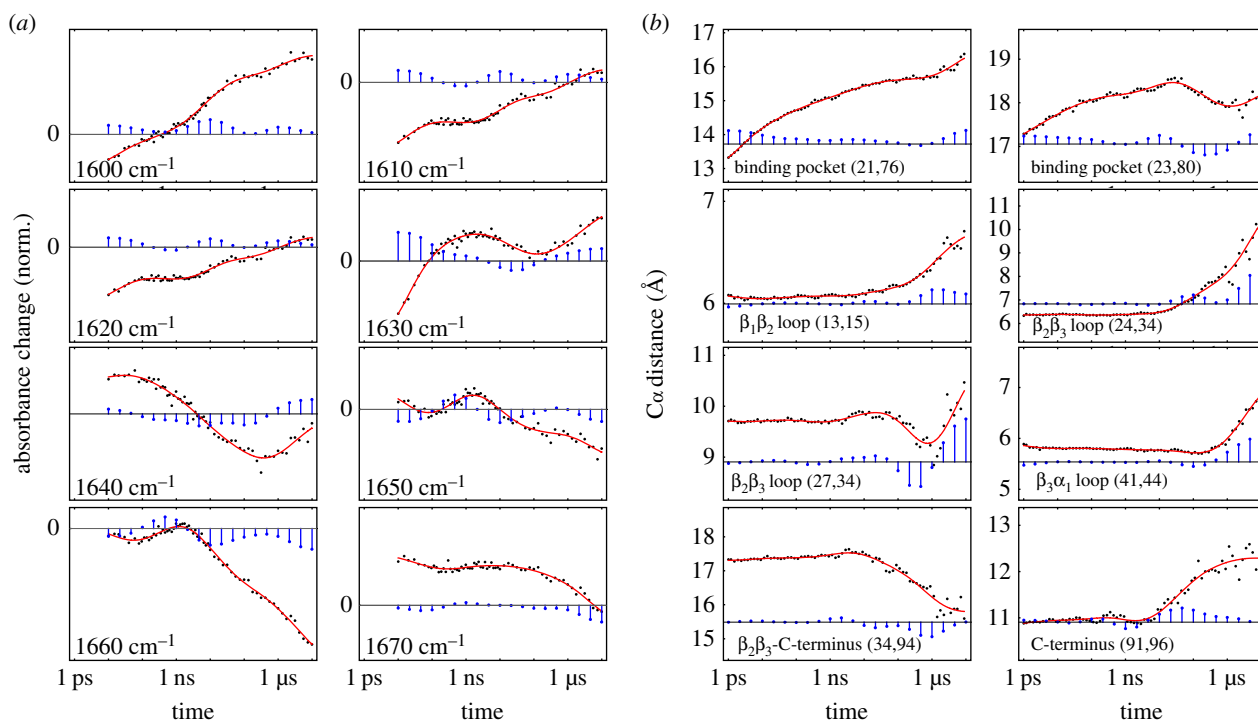 (a)
(b)
absorbance change (norm.)
0
1600 cm⁻¹
0
1610 cm⁻¹
0
1620 cm⁻¹
0
1630 cm⁻¹
1640 cm⁻¹
0
1650 cm⁻¹
0
1660 cm⁻¹
0
1670 cm⁻¹
1 ps 1 ns 1 µs
1 ps 1 ns 1 µs
time
time
Cα distance (Å)
17
16
15
14
13
binding pocket (21,76)
19
18
17
binding pocket (23,80)
7
6
β₁β₂ loop (13,15)
11
10
9
8
7
6
β₂β₃ loop (24,34)
11
10
9
β₂β₃ loop (27,34)
7
6
5
β₃α₁ loop (41,44)
18
17
16
15
β₂β₃-C-terminus (34,94)
13
12
11
C-terminus (91,96)
1 ps 1 ns 1 µs
1 ps 1 ns 1 µs
time
time